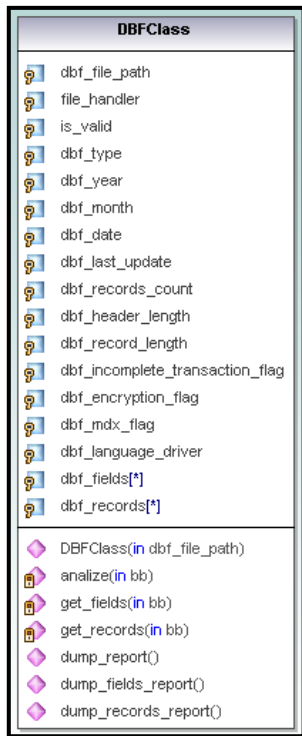 DBFClass
dbf_file_path
file_handler
is_valid
dbf_type
dbf_year
dbf_month
dbf_date
dbf_last_update
dbf_records_count
dbf_header_length
dbf_record_length
dbf_incomplete_transaction_flag
dbf_encryption_flag
dbf_mdx_flag
dbf_language_driver
dbf_fields[*]
dbf_records[*]
DBFClass(in dbf_file_path)
analize(in bb)
get_fields(in bb)
get_records(in bb)
dump_report()
dump_fields_report()
dump_records_report()